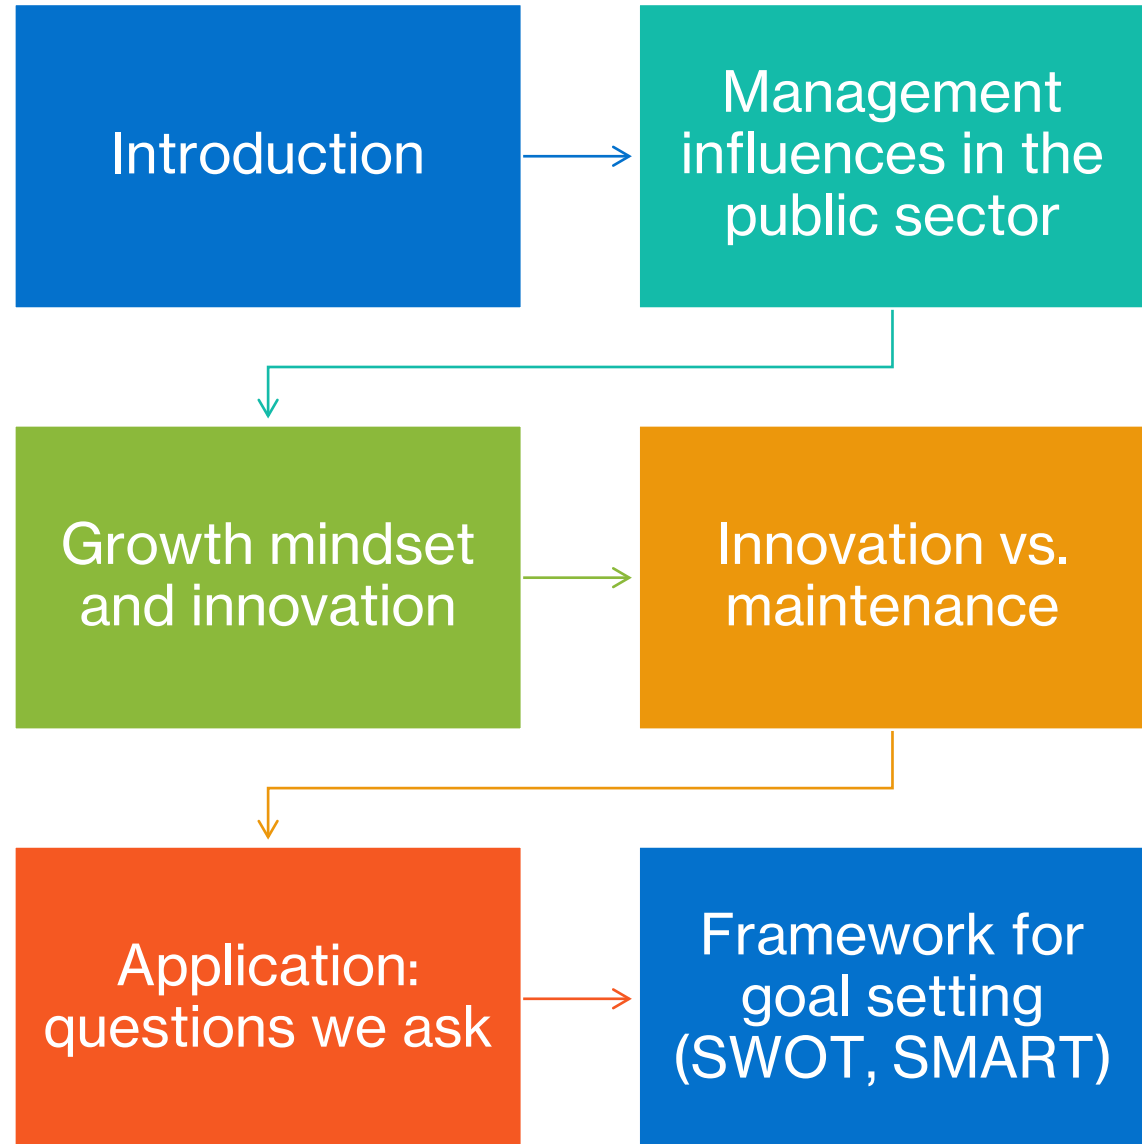 Introduction
Management
influences in the
public sector
Growth mindset
and innovation
Innovation vs.
maintenance
Application:
questions we ask
Framework for
goal setting
(SWOT, SMART)